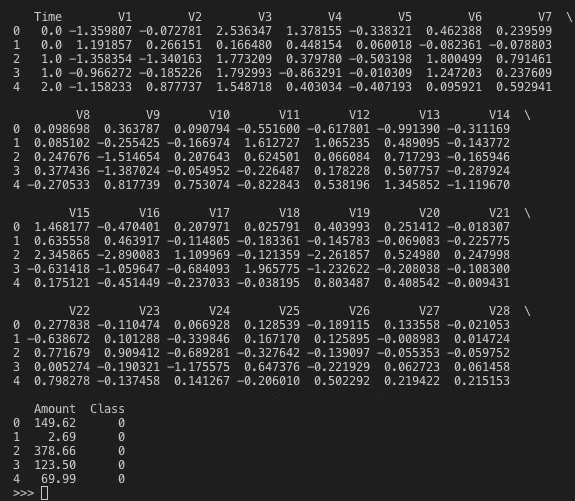 Time V1 V2 V3 V4 V5 V6 V7 \
0 0.0 -1.359807 -0.072781 2.536347 1.378155 -0.338321 0.462388 0.239599
1 0.0 1.191857 0.266151 0.166480 0.448154 0.060018 -0.082361 -0.078803
2 1.0 -1.358354 -1.340163 1.773209 0.379780 -0.503198 1.800499 0.791461
3 1.0 -0.966272 -0.185226 1.792993 -0.863291 -0.010309 1.247203 0.237609
4 2.0 -1.158233 0.877737 1.548718 0.403034 -0.407193 0.095921 0.592941
V8 V9 V10 V11 V12 V13 V14 \
0 0.098698 0.363787 0.090794 -0.551600 -0.617801 -0.991390 -0.311169
1 0.085102 -0.255425 -0.166974 1.612727 1.065235 0.489095 -0.143772
2 0.247676 -1.514654 0.207643 0.624501 0.066084 0.717293 -0.165946
3 0.377436 -1.387024 -0.054952 -0.226487 0.178228 0.507757 -0.287924
4 -0.270533 0.817739 0.753074 -0.822843 0.538196 1.345852 -1.119670
V15 V16 V17 V18 V19 V20 V21 \
0 1.468177 -0.470401 0.207971 0.025791 0.403993 0.251412 -0.018307
1 0.635558 0.463917 -0.114805 -0.183361 -0.145783 -0.069083 -0.225775
2 2.345865 -2.890083 1.109969 -0.121359 -2.261857 0.524980 0.247998
3 -0.631418 -1.059647 -0.684093 1.965775 -1.232622 -0.208038 -0.108300
4 0.175121 -0.451449 -0.237033 -0.038195 0.803487 0.408542 -0.009431
V22 V23 V24 V25 V26 V27 V28 \
0 0.277838 -0.110474 0.066928 0.128539 -0.189115 0.133558 -0.021053
1 -0.638672 0.101288 -0.339846 0.167170 0.125895 -0.008983 0.014724
2 0.771679 0.909412 -0.689281 -0.327642 -0.139097 -0.055353 -0.059752
3 0.005274 -0.190321 -1.175575 0.647376 -0.221929 0.062723 0.061458
4 0.798278 -0.137458 0.141267 -0.206010 0.502292 0.219422 0.215153
Amount Class
0 149.62 0
1 2.69 0
2 378.66 0
3 123.50 0
4 69.99 0
>>>